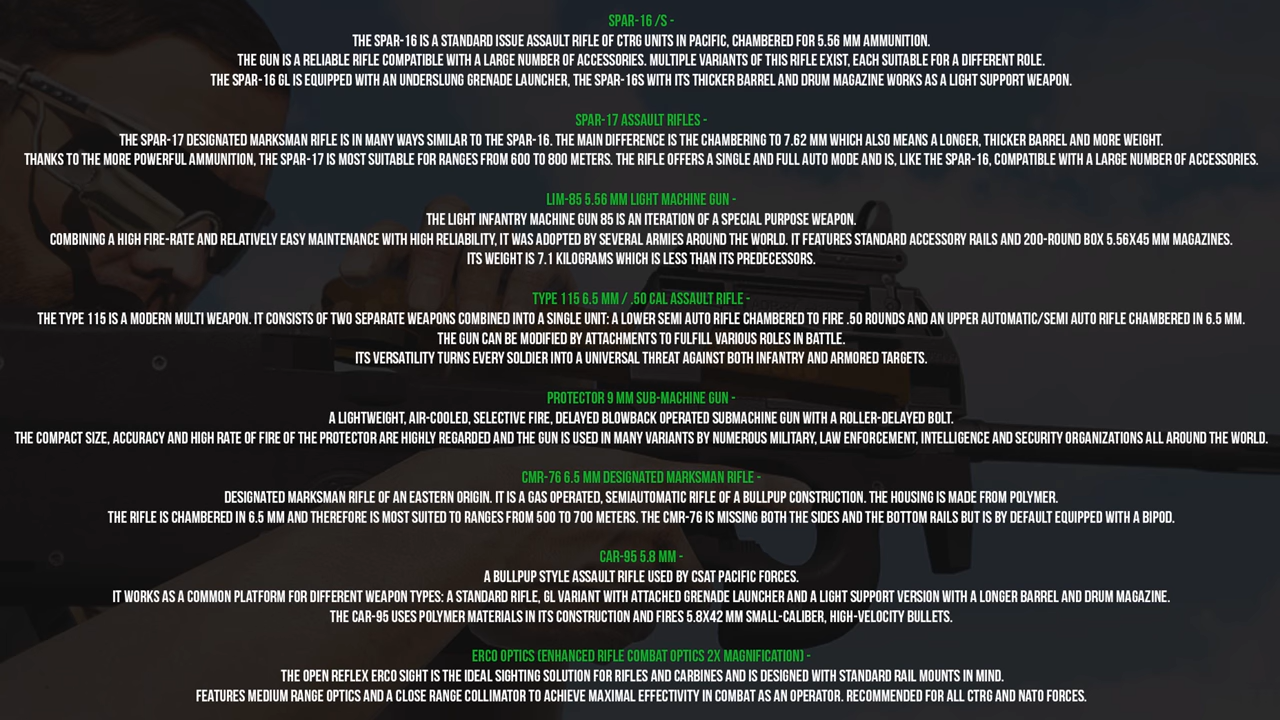 SPAR-16 /S -
THE SPAR-16 IS A STANDARD ISSUE ASSAULT RIFLE OF CTRG UNITS IN PACIFIC, CHAMBERED FOR 5.56 MM AMMUNITION.
THE GUN IS A RELIABLE RIFLE COMPATIBLE WITH A LARGE NUMBER OF ACCESSORIES. MULTIPLE VARIANTS OF THIS RIFLE EXIST, EACH SUITABLE FOR A DIFFERENT ROLE.
THE SPAR-16 GL IS EQUIPPED WITH AN UNDERSLUNG GRENADE LAUNCHER, THE SPAR-16S WITH ITS THICKER BARREL AND DRUM MAGAZINE WORKS AS A LIGHT SUPPORT WEAPON.
SPAR-17 ASSAULT RIFLES -
THE SPAR-17 DESIGNATED MARKSMAN RIFLE IS IN MANY WAYS SIMILAR TO THE SPAR-16. THE MAIN DIFFERENCE IS THE CHAMBERING TO 7.62 MM WHICH ALSO MEANS A LONGER, THICKER BARREL AND MORE WEIGHT.
THANKS TO THE MORE POWERFUL AMMUNITION, THE SPAR-17 IS MOST SUITABLE FOR RANGES FROM 600 TO 800 METERS. THE RIFLE OFFERS A SINGLE AND FULL AUTO MODE AND IS, LIKE THE SPAR-16, COMPATIBLE WITH A LARGE NUMBER OF ACCESSORIES.
LIM-85 5.56 MM LIGHT MACHINE GUN -
THE LIGHT INFANTRY MACHINE GUN 85 IS AN ITERATION OF A SPECIAL PURPOSE WEAPON.
COMBINING A HIGH FIRE-RATE AND RELATIVELY EASY MAINTENANCE WITH HIGH RELIABILITY, IT WAS ADOPTED BY SEVERAL ARMIES AROUND THE WORLD. IT FEATURES STANDARD ACCESSORY RAILS AND 200-ROUND BOX 5.56X45 MM MAGAZINES.
ITS WEIGHT IS 7.1 KILOGRAMS WHICH IS LESS THAN ITS PREDECESSORS.
TYPE 115 6.5 MM / .50 CAL ASSAULT RIFLE -
THE TYPE 115 IS A MODERN MULTI WEAPON. IT CONSISTS OF TWO SEPARATE WEAPONS COMBINED INTO A SINGLE UNIT: A LOWER SEMI AUTO RIFLE CHAMBERED TO FIRE .50 ROUNDS AND AN UPPER AUTOMATIC/SEMI AUTO RIFLE CHAMBERED IN 6.5 MM.
THE GUN CAN BE MODIFIED BY ATTACHMENTS TO FULFILL VARIOUS ROLES IN BATTLE.
ITS VERSATILITY TURNS EVERY SOLDIER INTO A UNIVERSAL THREAT AGAINST BOTH INFANTRY AND ARMORED TARGETS.
PROTECTOR 9 MM SUB-MACHINE GUN -
A LIGHTWEIGHT, AIR-COOLED, SELECTIVE FIRE, DELAYED BLOWBACK OPERATED SUBMACHINE GUN WITH A ROLLER-DELAYED BOLT.
THE COMPACT SIZE, ACCURACY AND HIGH RATE OF FIRE OF THE PROTECTOR ARE HIGHLY REGARDED AND THE GUN IS USED IN MANY VARIANTS BY NUMEROUS MILITARY, LAW ENFORCEMENT, INTELLIGENCE AND SECURITY ORGANIZATIONS ALL AROUND THE WORLD.
CMR-76 6.5 MM DESIGNATED MARKSMAN RIFLE -
DESIGNATED MARKSMAN RIFLE OF AN EASTERN ORIGIN. IT IS A GAS OPERATED, SEMIAUTOMATIC RIFLE OF A BULLPUP CONSTRUCTION. THE HOUSING IS MADE FROM POLYMER.
THE RIFLE IS CHAMBERED IN 6.5 MM AND THEREFORE IS MOST SUITED TO RANGES FROM 500 TO 700 METERS. THE CMR-76 IS MISSING BOTH THE SIDES AND THE BOTTOM RAILS BUT IS BY DEFAULT EQUIPPED WITH A BIPOD.
CAR-95 5.8 MM -
A BULLPUP STYLE ASSAULT RIFLE USED BY CSAT PACIFIC FORCES.
IT WORKS AS A COMMON PLATFORM FOR DIFFERENT WEAPON TYPES: A STANDARD RIFLE, GL VARIANT WITH ATTACHED GRENADE LAUNCHER AND A LIGHT SUPPORT VERSION WITH A LONGER BARREL AND DRUM MAGAZINE.
THE CAR-95 USES POLYMER MATERIALS IN ITS CONSTRUCTION AND FIRES 5.8X42 MM SMALL-CALIBER, HIGH-VELOCITY BULLETS.
ERCO OPTICS (ENHANCED RIFLE COMBAT OPTICS 2X MAGNIFICATION) -
THE OPEN REFLEX ERCO SIGHT IS THE IDEAL SIGHTING SOLUTION FOR RIFLES AND CARBINES AND IS DESIGNED WITH STANDARD RAIL MOUNTS IN MIND.
FEATURES MEDIUM RANGE OPTICS AND A CLOSE RANGE COLLIMATOR TO ACHIEVE MAXIMAL EFFECTIVITY IN COMBAT AS AN OPERATOR. RECOMMENDED FOR ALL CTRG AND NATO FORCES.